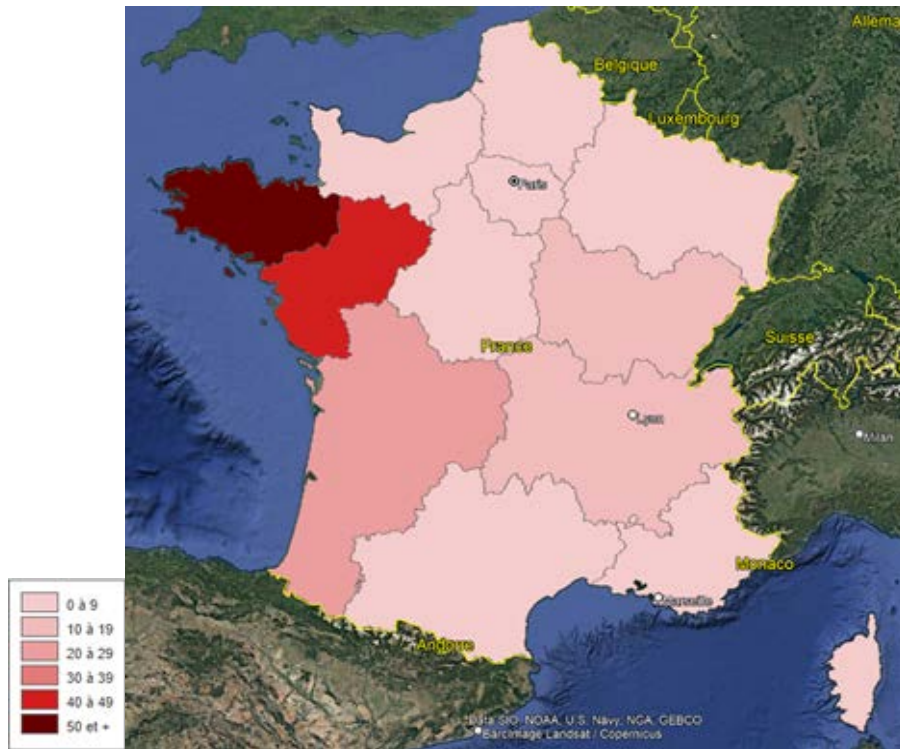 Allema
Belgique
Luxembourg
Paris
Suisse
France
Lyon
Milan
Monaco
Marseille
Andorre
0 à 9
10 à 19
20 à 29
30 à 39
40 à 49
50 et +
Data SIO, NOAA, U.S. Navy, NGA, GEBCO
Image Landsat / Copernicus